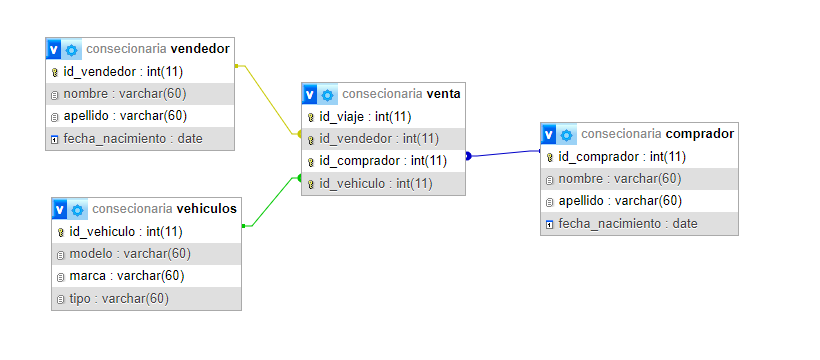 v consecionaria vendedor
id_vendedor : int(11)
nombre : varchar(60)
apellido : varchar(60)
fecha_nacimiento : date
v consecionaria venta
id_viaje : int(11)
id_vendedor : int(11)
id_comprador : int(11)
id_vehiculo : int(11)
v consecionaria comprador
id_comprador : int(11)
nombre : varchar(60)
apellido : varchar(60)
fecha_nacimiento : date
v consecionaria vehiculos
id_vehiculo : int(11)
modelo : varchar(60)
marca : varchar(60)
tipo : varchar(60)